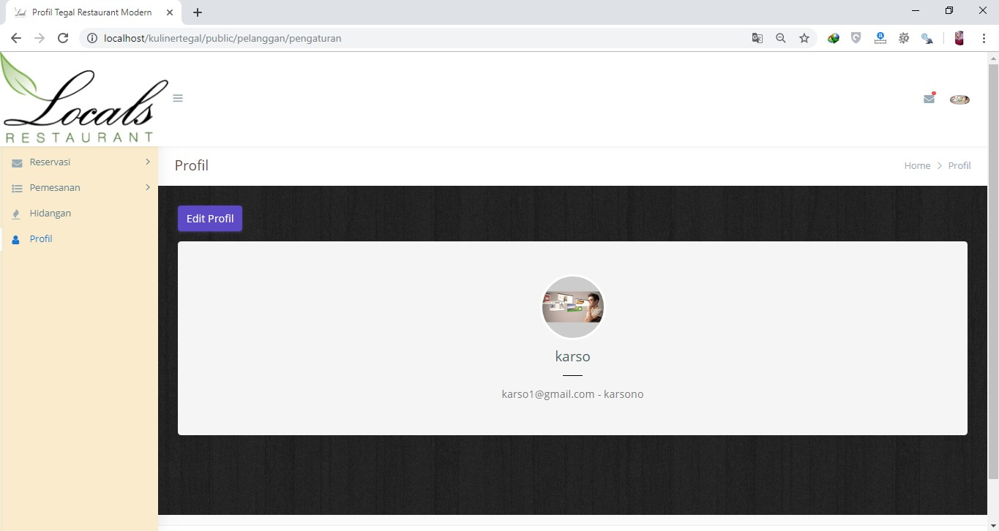 Profil Tegal Restaurant Modern
localhost/kulinertegal/public/pelanggan/pengaturan
Locals
RESTAURANT
Reservasi
Pemesanan
Hidangan
Profil
Profil
Home > Profil
Edit Profil
karso
karso1@gmail.com - karsono